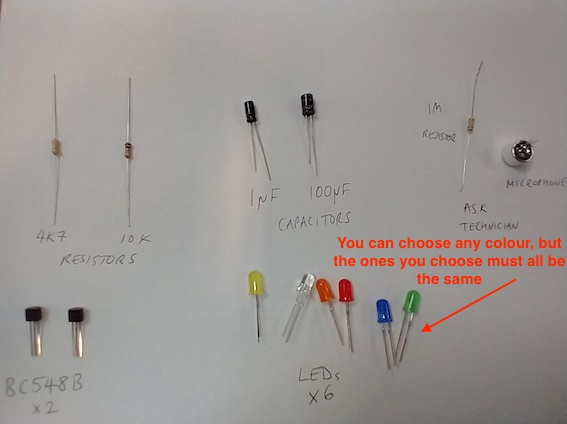 1M
RESISTOR
MICROPHONE
1µF 100µF
CAPACITORS
4K7 10K
RESISTORS
ASK
TECHNICIAN
You can choose any colour, but
the ones you choose must all be
the same
BC548B
x2
LEDs
x6